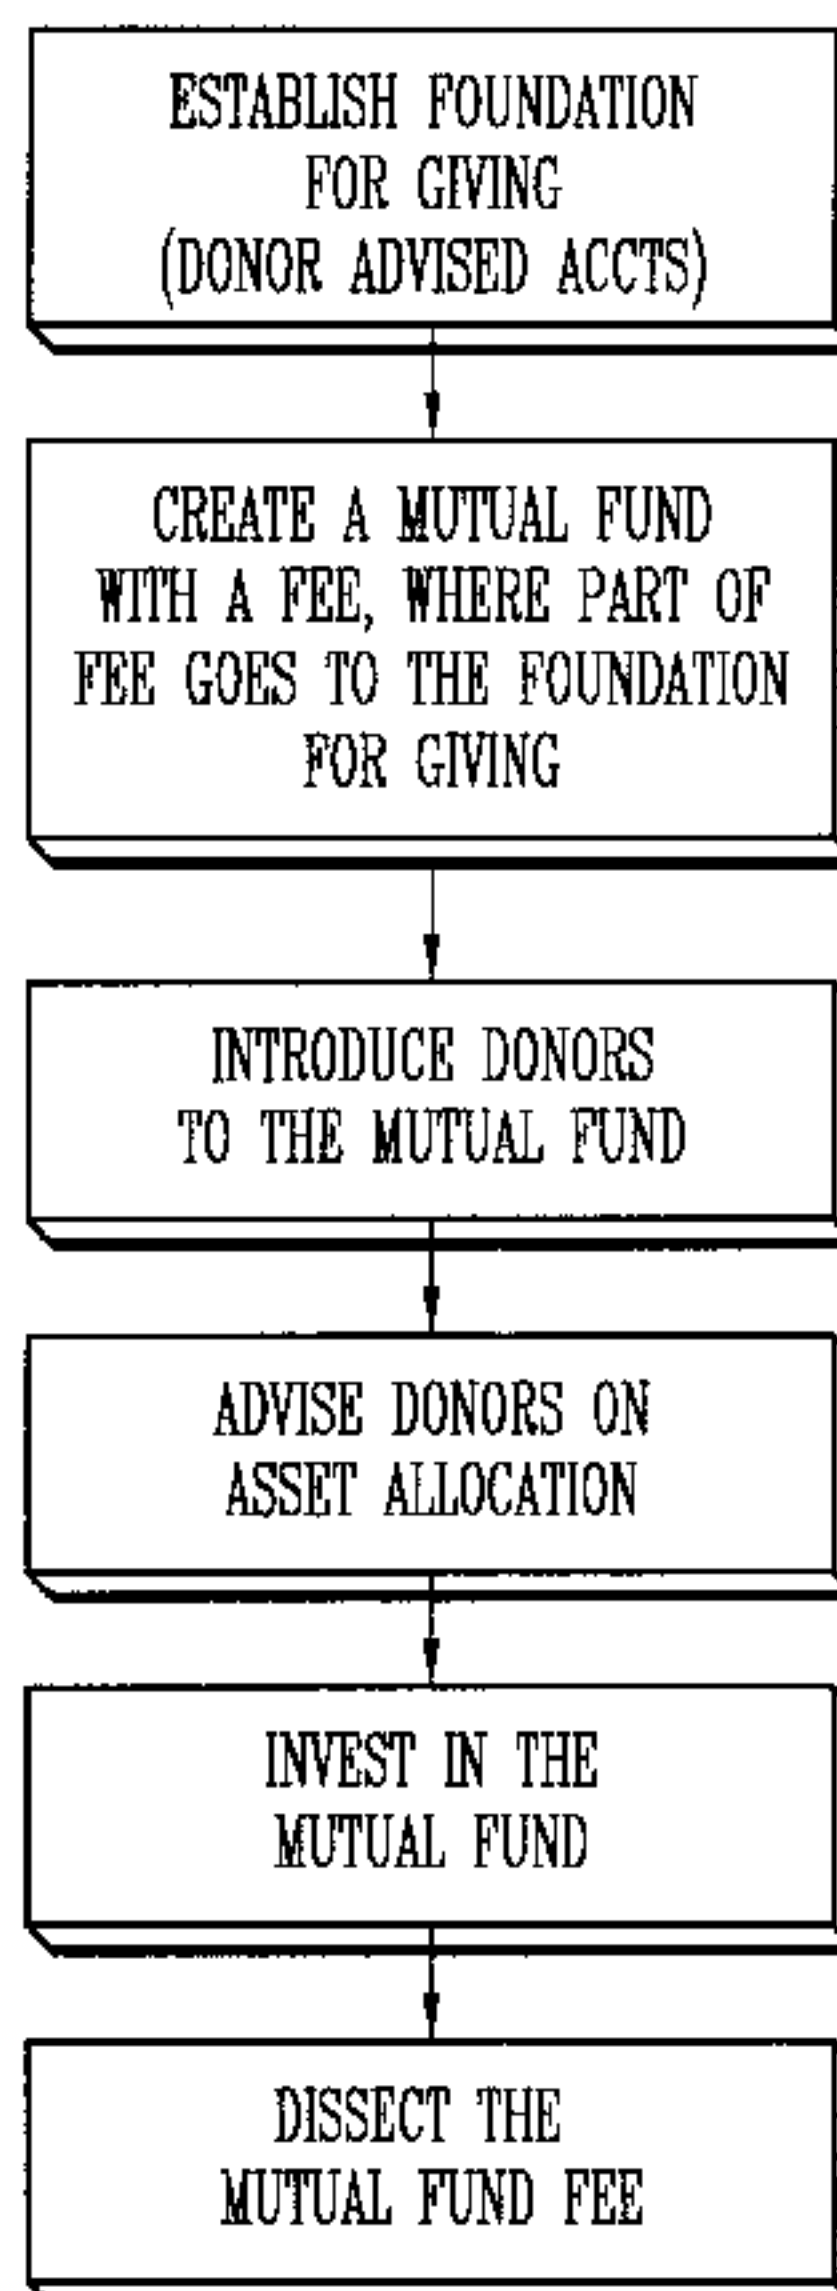 ESTABLISH FOUNDATION
FOR GIVING
(DONOR ADVISED ACCTS)
CREATE A MUTUAL FUND
WITH A FEE, WHERE PART OF
FEE GOES TO THE FOUNDATION
FOR GIVING
INTRODUCE DONORS
TO THE MUTUAL FUND
ADVISE DONORS ON
ASSET ALLOCATION
INVEST IN THE
MUTUAL FUND
DISSECT THE
MUTUAL FUND FEE